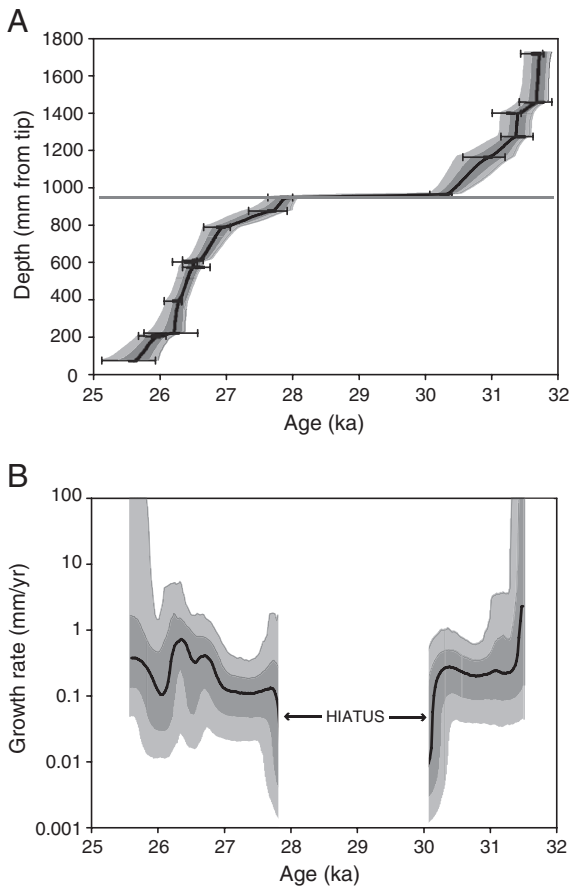 A
1800
1600
1400
1200
1000
800
600
400
200
0
Depth (mm from tip)
25 26 27 28 29 30 31 32
Age (ka)
B
100
10
1
0.1
0.01
0.001
Growth rate (mm/yr)
HIATUS
25 26 27 28 29 30 31 32
Age (ka)